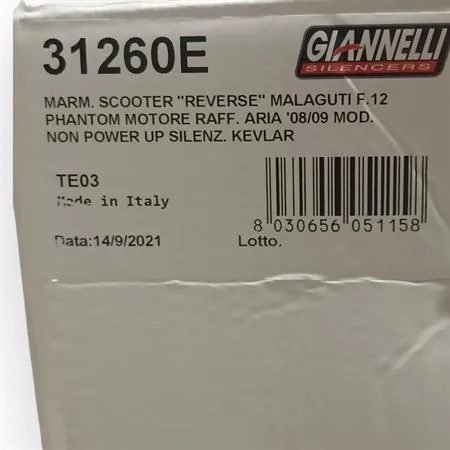 31260E
GIANNELLI
SILENCERS
MARM. SCOOTER "REVERSE" MALAGUTI F.12
PHANTOM MOTORE RAFF. ARIA '08/09 MOD.
NON POWER UP SILENZ. KEVLAR
TE03
Made in Italy
8 030656 051158
Data:14/9/2021
Lotto.